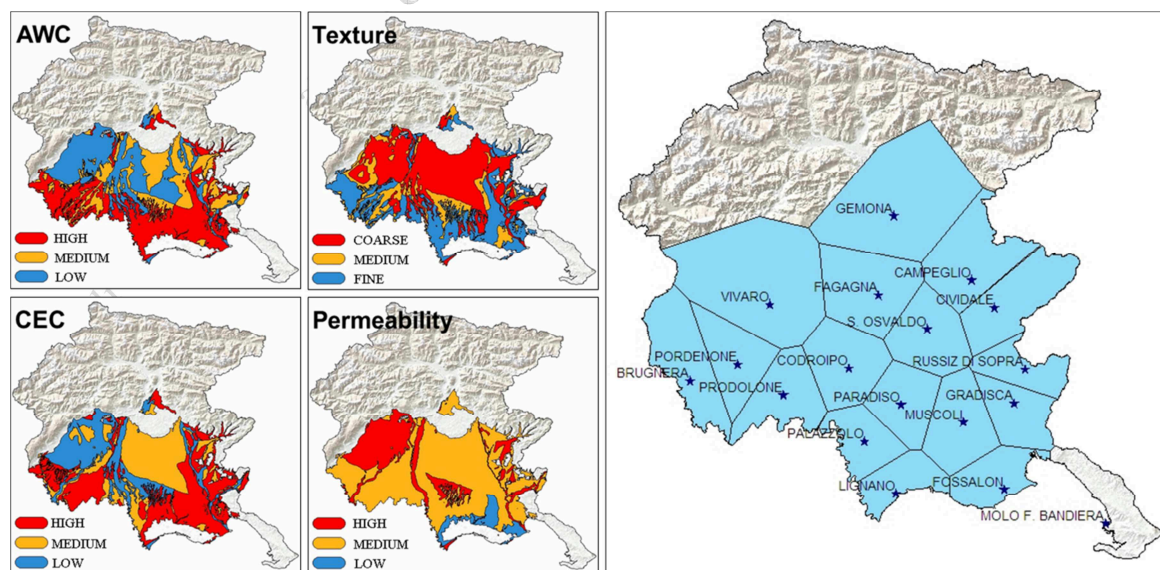 AWC
HIGH
MEDIUM
LOW
Texture
COARSE
MEDIUM
FINE
CEC
HIGH
MEDIUM
LOW
Permeability
HIGH
MEDIUM
LOW
GEMONA
CAMPEGLIO
FAGAGNA
VIVARO
CIVIDALE
S. OSVALDO
PORDENONE
CODROIPO
RUSSIZ DI SOPRA
BRUGNERA
PRODOLONE
PARADISO
GRADISCA
MUSCOLI
PALAZZOLO
LIGNANO
FOSSALON
MOLO F. BANDIERA